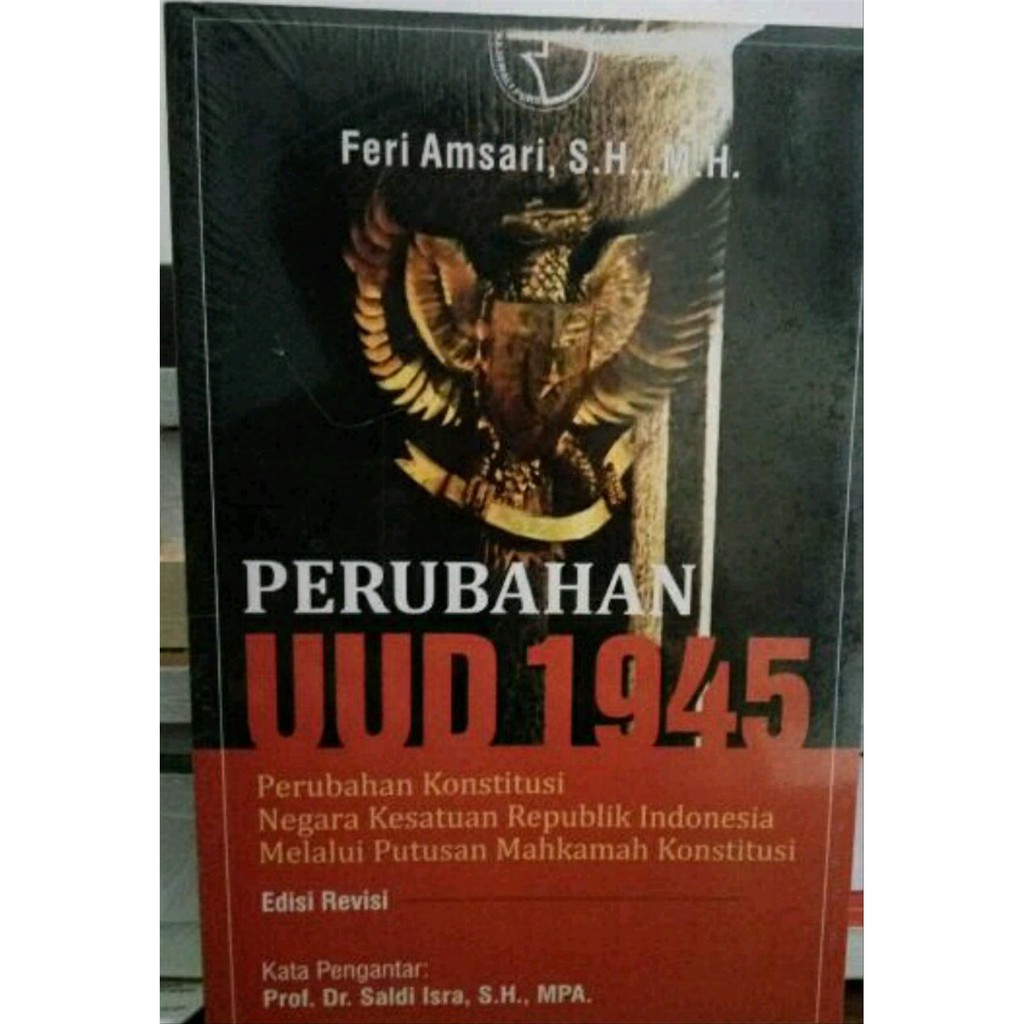 Feri Amsari, S.H., M.H.
PERUBAHAN
UUD 1945
Perubahan Konstitusi
Negara Kesatuan Republik Indonesia
Melalui Putusan Mahkamah Konstitusi
Edisi Revisi
Kata Pengantar:
Prof. Dr. Saldi Isra, S.H., MPA.